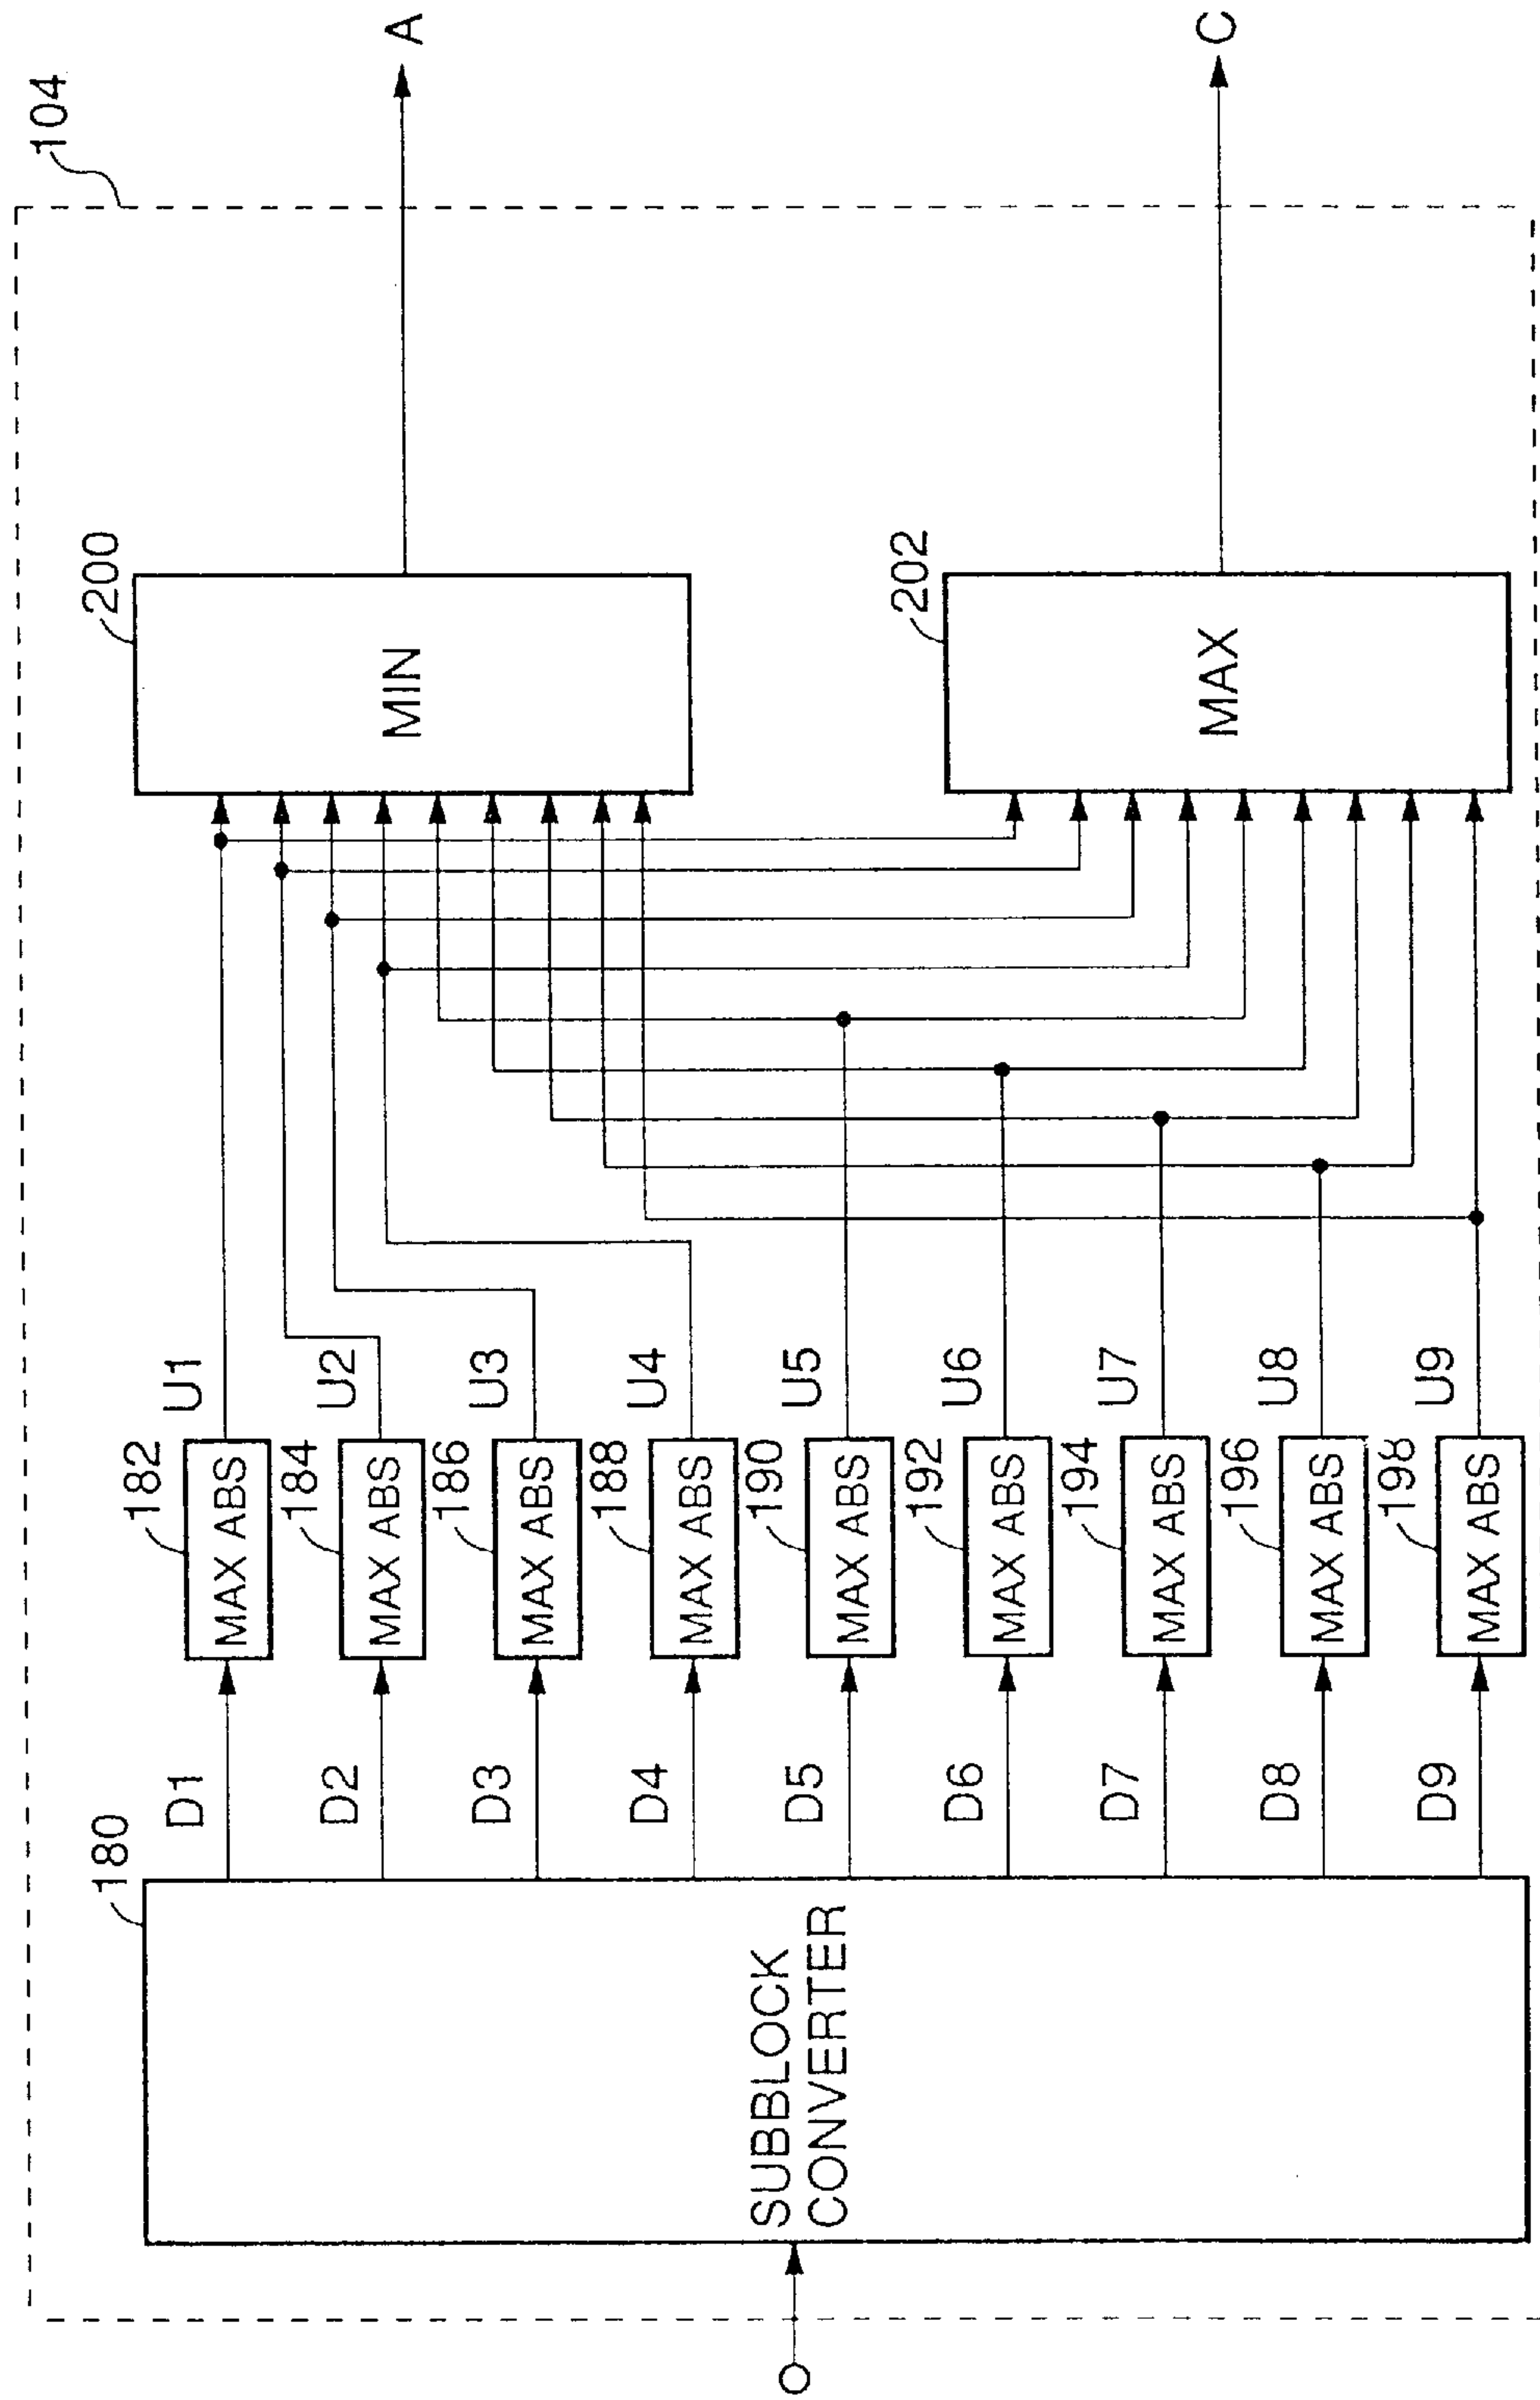 104
180
SUBBLOCK
CONVERTER
D1
182
MAX ABS
U1
D2
184
MAX ABS
U2
D3
186
MAX ABS
U3
D4
188
MAX ABS
U4
D5
190
MAX ABS
U5
D6
192
MAX ABS
U6
D7
194
MAX ABS
U7
D8
196
MAX ABS
U8
D9
198
MAX ABS
U9
200
MIN
A
202
MAX
C